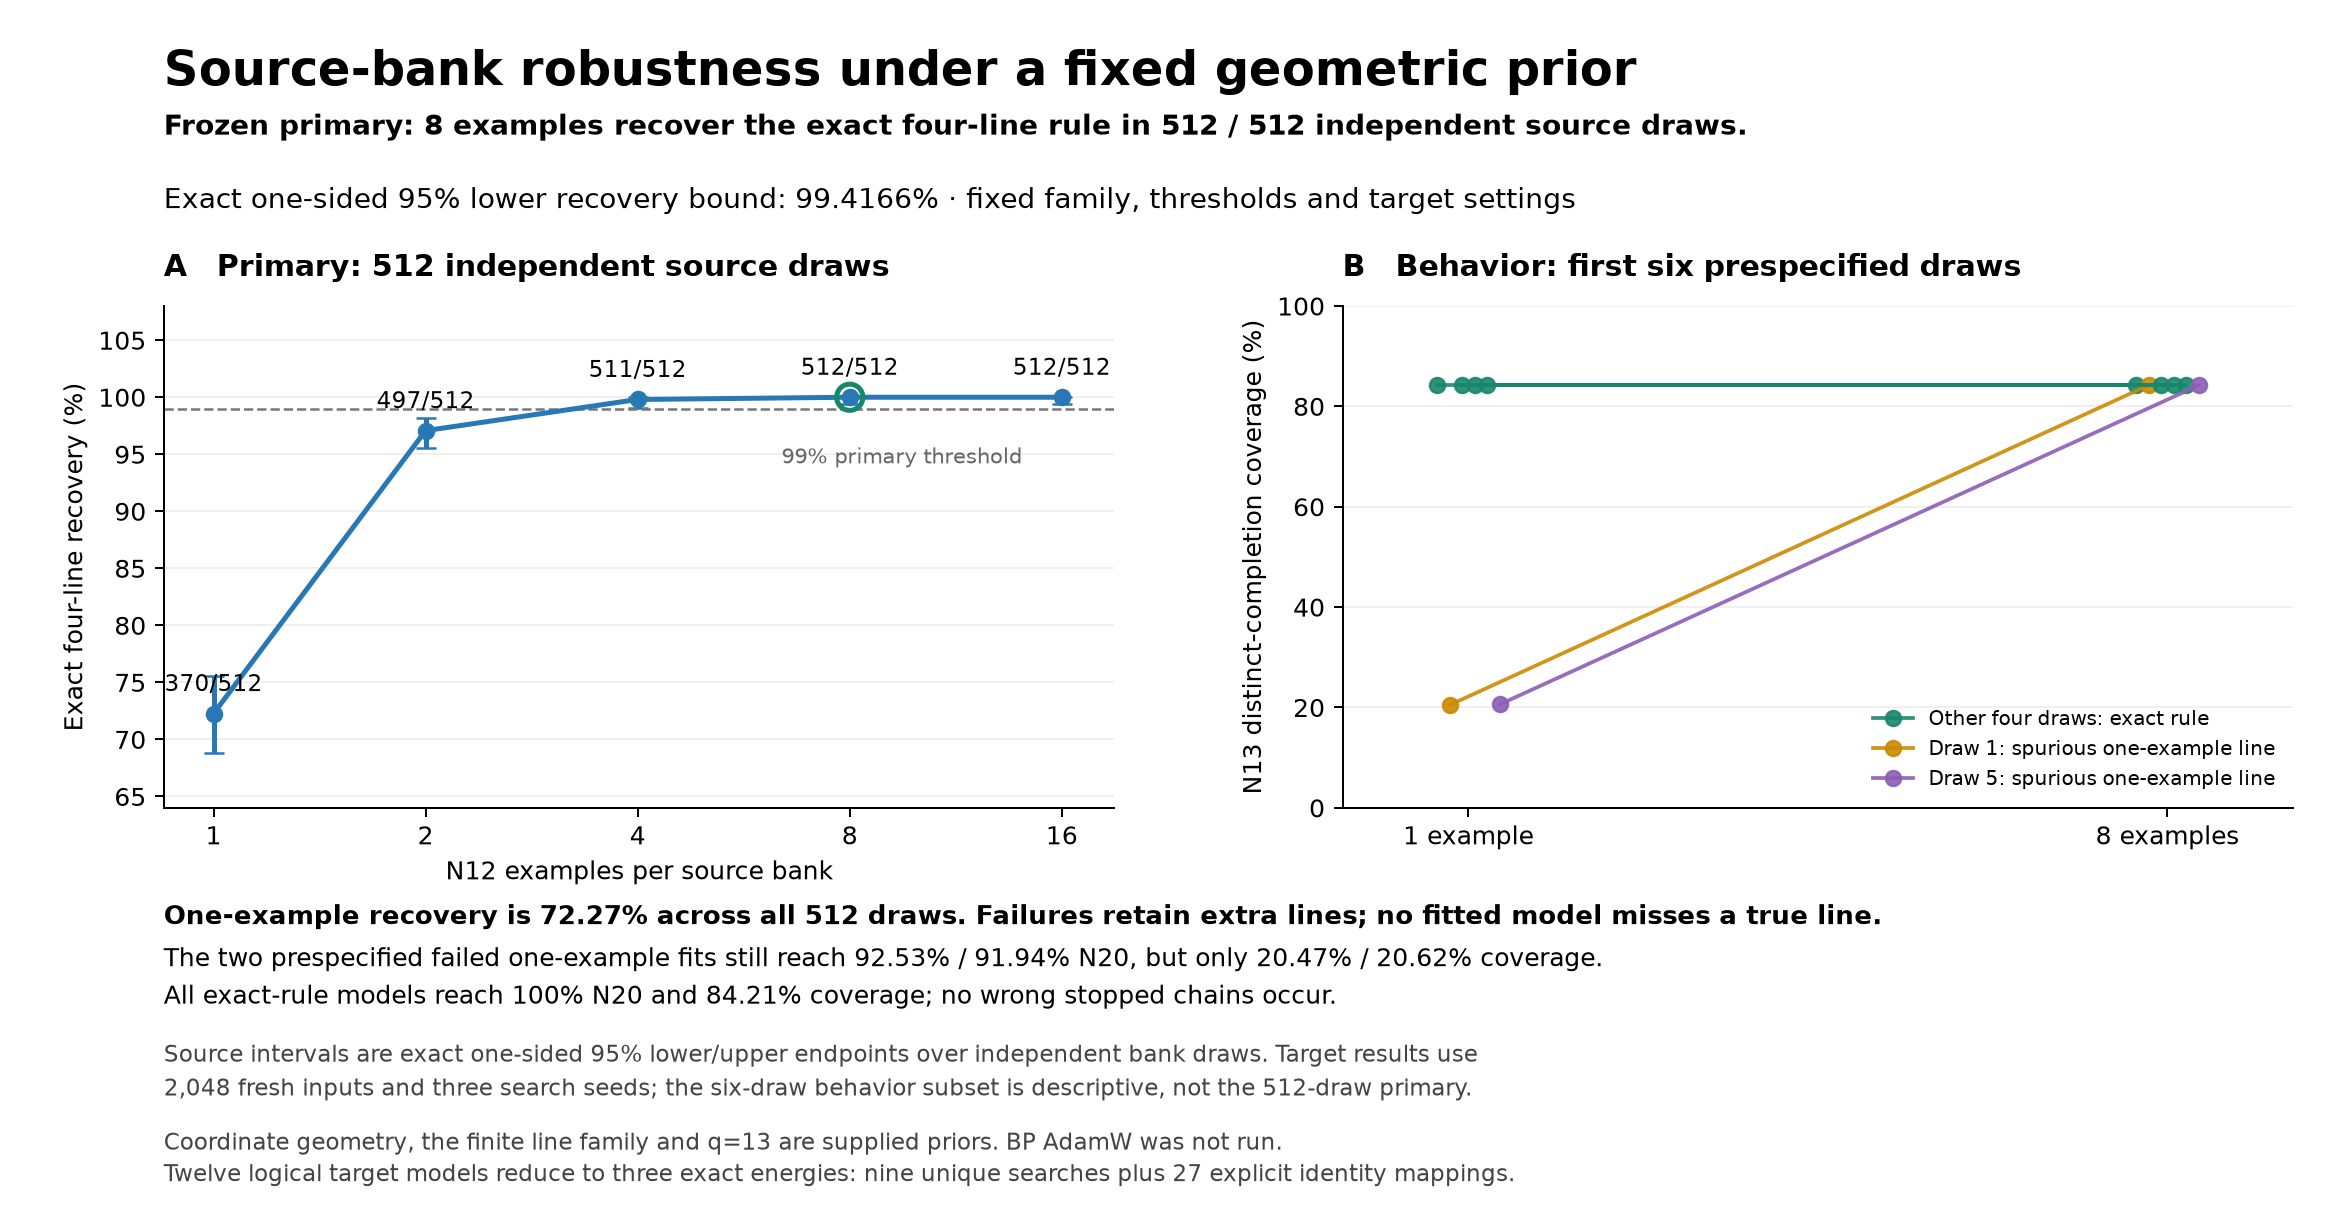 Source-bank robustness under a fixed geometric prior
Frozen primary: 8 examples recover the exact four-line rule in 512 / 512 independent source draws.
Exact one-sided 95% lower recovery bound: 99.4166% · fixed family, thresholds and target settings
A Primary: 512 independent source draws
Exact four-line recovery (%)
105
100
95
90
85
80
75
70
65
370/512
497/512
511/512
512/512
512/512
99% primary threshold
1
2
4
8
16
N12 examples per source bank
B Behavior: first six prespecified draws
N13 distinct-completion coverage (%)
100
80
60
40
20
0
Other four draws: exact rule
Draw 1: spurious one-example line
Draw 5: spurious one-example line
1 example
8 examples
One-example recovery is 72.27% across all 512 draws. Failures retain extra lines; no fitted model misses a true line.
The two prespecified failed one-example fits still reach 92.53% / 91.94% N20, but only 20.47% / 20.62% coverage.
All exact-rule models reach 100% N20 and 84.21% coverage; no wrong stopped chains occur.
Source intervals are exact one-sided 95% lower/upper endpoints over independent bank draws. Target results use
2,048 fresh inputs and three search seeds; the six-draw behavior subset is descriptive, not the 512-draw primary.
Coordinate geometry, the finite line family and q=13 are supplied priors. BP AdamW was not run.
Twelve logical target models reduce to three exact energies: nine unique searches plus 27 explicit identity mappings.